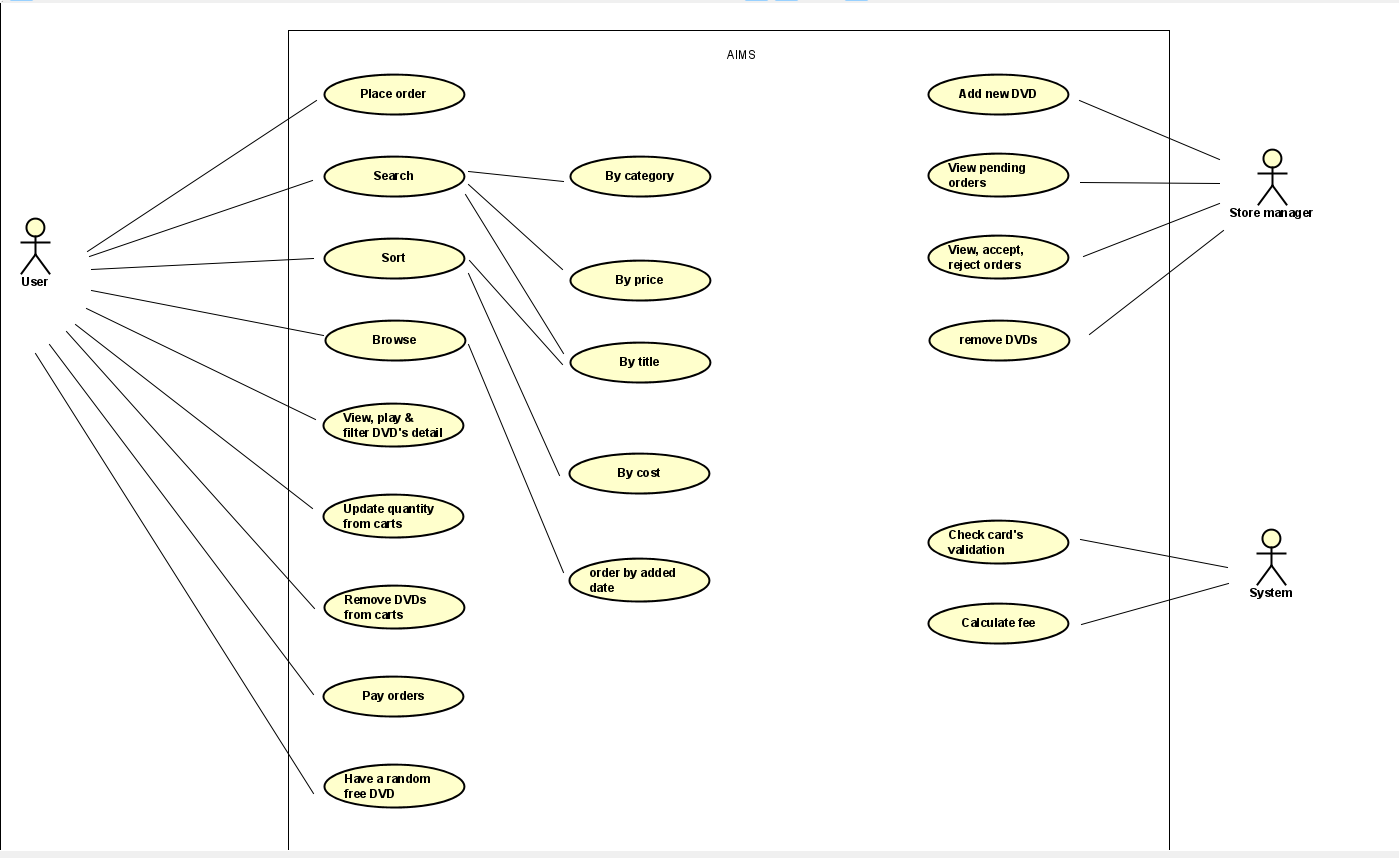 AIMS
Place order
Search
Sort
Browse
View, play &
filter DVD's detail
Update quantity
from carts
Remove DVDs
from carts
Pay orders
Have a random
free DVD
By category
By price
By title
By cost
order by added
date
Add new DVD
View pending
orders
View, accept,
reject orders
remove DVDs
Check card's
validation
Calculate fee
User
Store manager
System